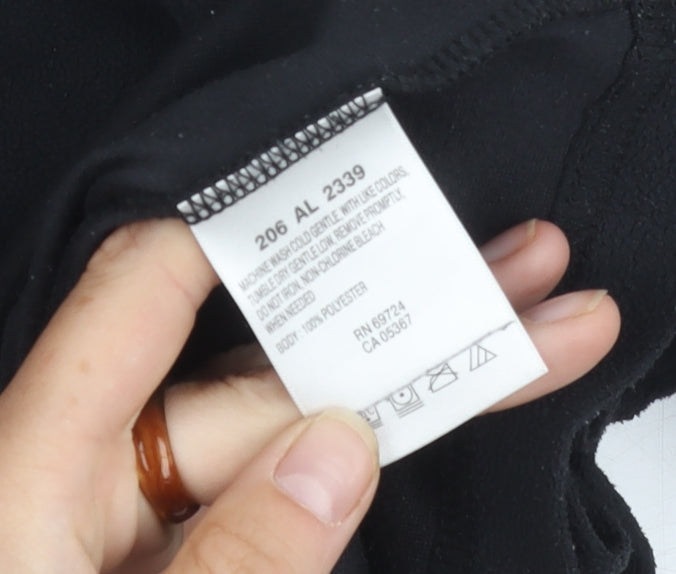 206 AL 2339
MACHINE WASH COLD GENTLE, WITH LIKE COLORS,
TUMBLE DRY GENTLE LOW, REMOVE PROMPTLY,
DO NOT IRON, NON-CHLORINE BLEACH
WHEN NEEDED
BODY : 100% POLYESTER
RN 69724
CA 05367